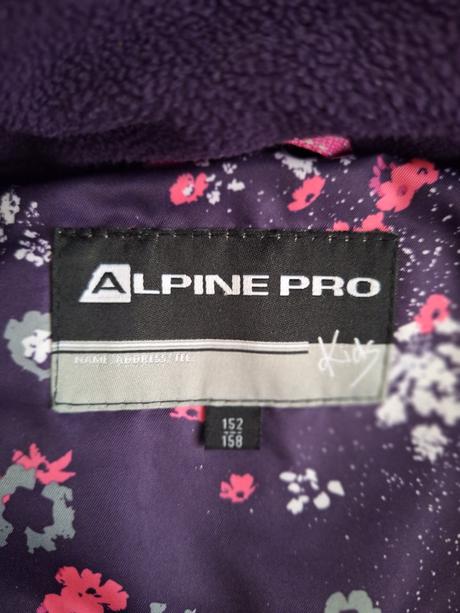 ALPINE PRO
Kids
NAME/ADDRESS/TEL.
152
158